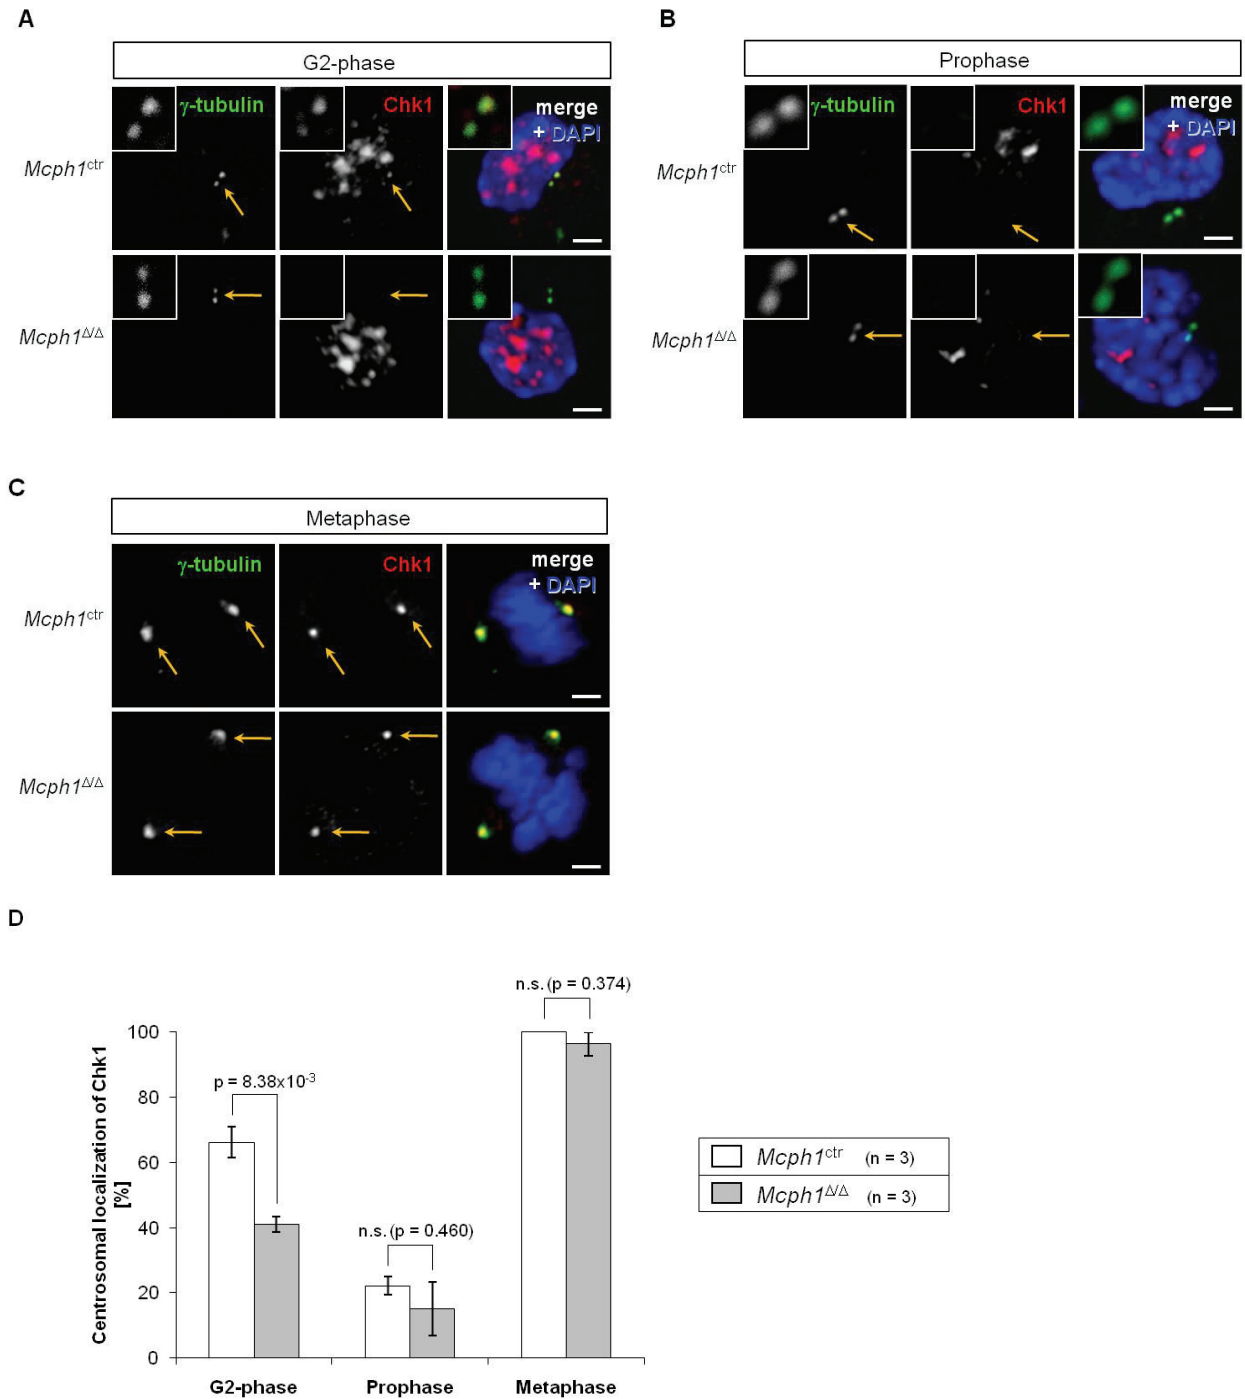 A
G2-phase
γ-tubulin
Chk1
merge
+ DAPI
Mcph1ctr
Mcph1Δ/Δ
B
Prophase
γ-tubulin
Chk1
merge
+ DAPI
Mcph1ctr
Mcph1Δ/Δ
C
Metaphase
γ-tubulin
Chk1
merge
+ DAPI
Mcph1ctr
Mcph1Δ/Δ
D
Centrosomal localization of Chk1
[%]
100
80
60
40
20
0
p = 8.38x10-3
n.s. (p = 0.460)
n.s. (p = 0.374)
G2-phase
Prophase
Metaphase
Mcph1ctr (n = 3)
Mcph1Δ/Δ (n = 3)